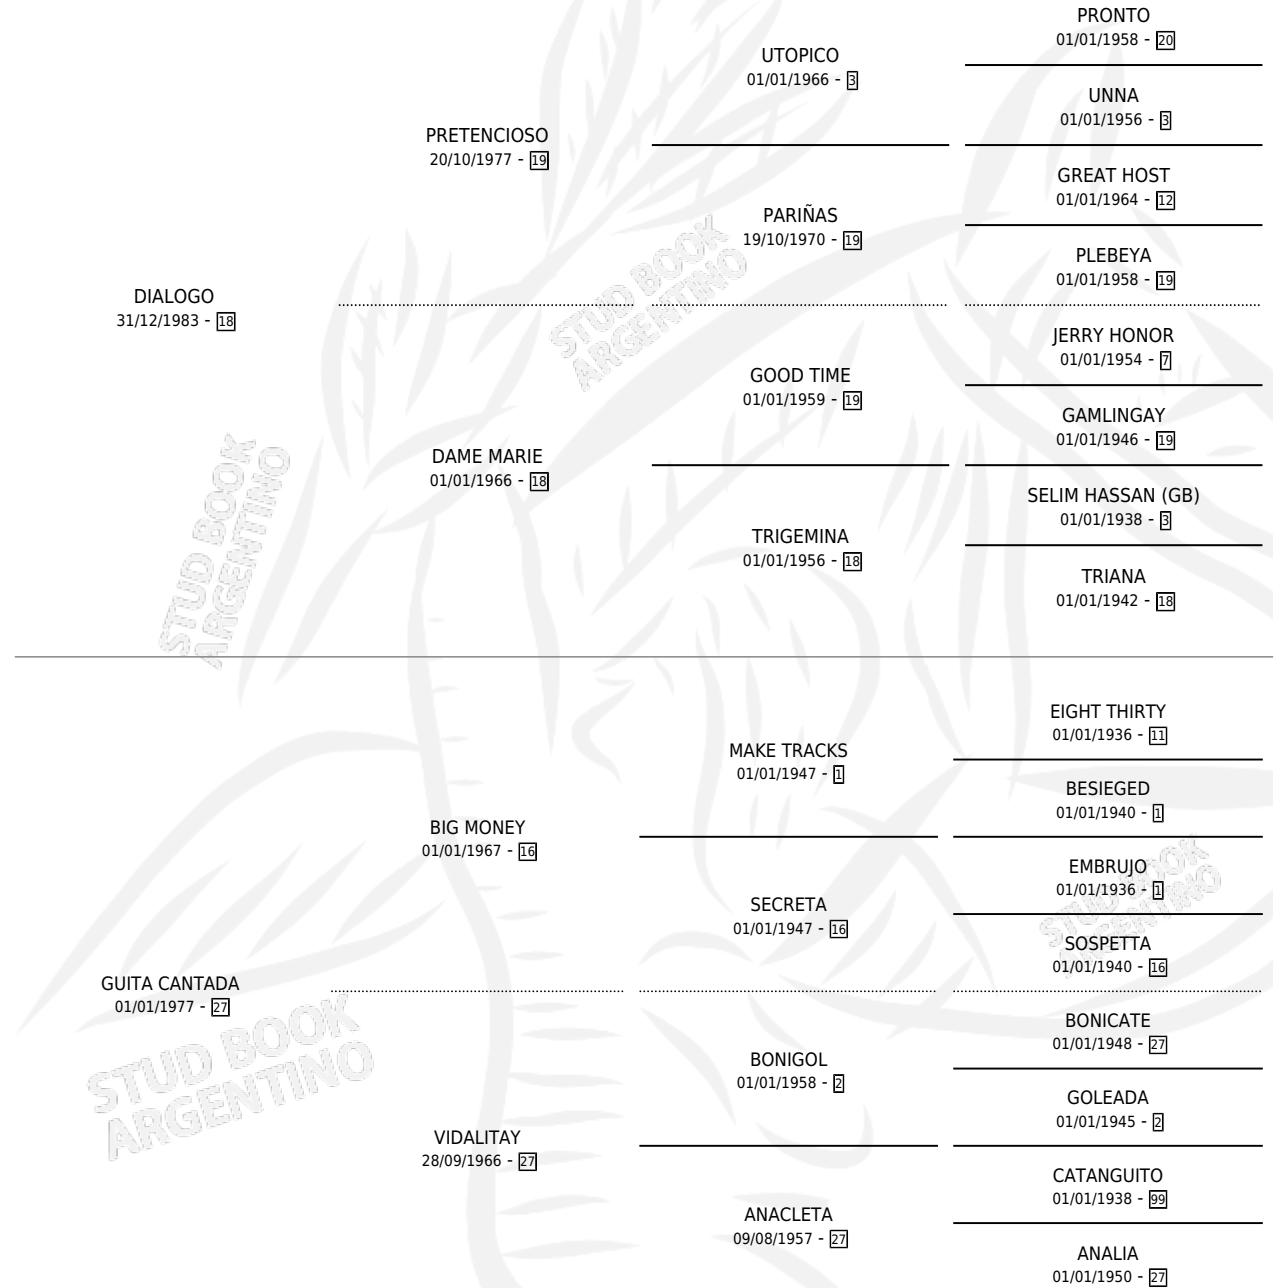 PRONTO
01/01/1958 - 20
UTOPICO
01/01/1966 - 3
UNNA
01/01/1956 - 3
PRETENCIOSO
20/10/1977 - 19
GREAT HOST
01/01/1964 - 12
PARIÑAS
19/10/1970 - 19
PLEBEYA
01/01/1958 - 19
DIALOGO
31/12/1983 - 18
STUD BOOK
ARGENTINO
JERRY HONOR
01/01/1954 - 7
GOOD TIME
01/01/1959 - 19
GAMLINGAY
01/01/1946 - 19
DAME MARIE
01/01/1966 - 18
SELIM HASSAN (GB)
01/01/1938 - 3
TRIGEMINA
01/01/1956 - 18
TRIANA
01/01/1942 - 18
STUD BOOK
ARGENTINO
EIGHT THIRTY
01/01/1936 - 11
MAKE TRACKS
01/01/1947 - 1
BESIEGED
01/01/1940 - 1
BIG MONEY
01/01/1967 - 16
EMBRUJO
01/01/1936 - 1
SECRETA
01/01/1947 - 16
STUD BOOK
ARGENTINO
SOSPETTA
01/01/1940 - 16
GUITA CANTADA
01/01/1977 - 27
BONICATE
01/01/1948 - 27
STUD BOOK
ARGENTINO
BONIGOL
01/01/1958 - 2
GOLEADA
01/01/1945 - 2
VIDALITAY
28/09/1966 - 27
CATANGUITO
01/01/1938 - 99
ANACLETA
09/08/1957 - 27
ANALIA
01/01/1950 - 27